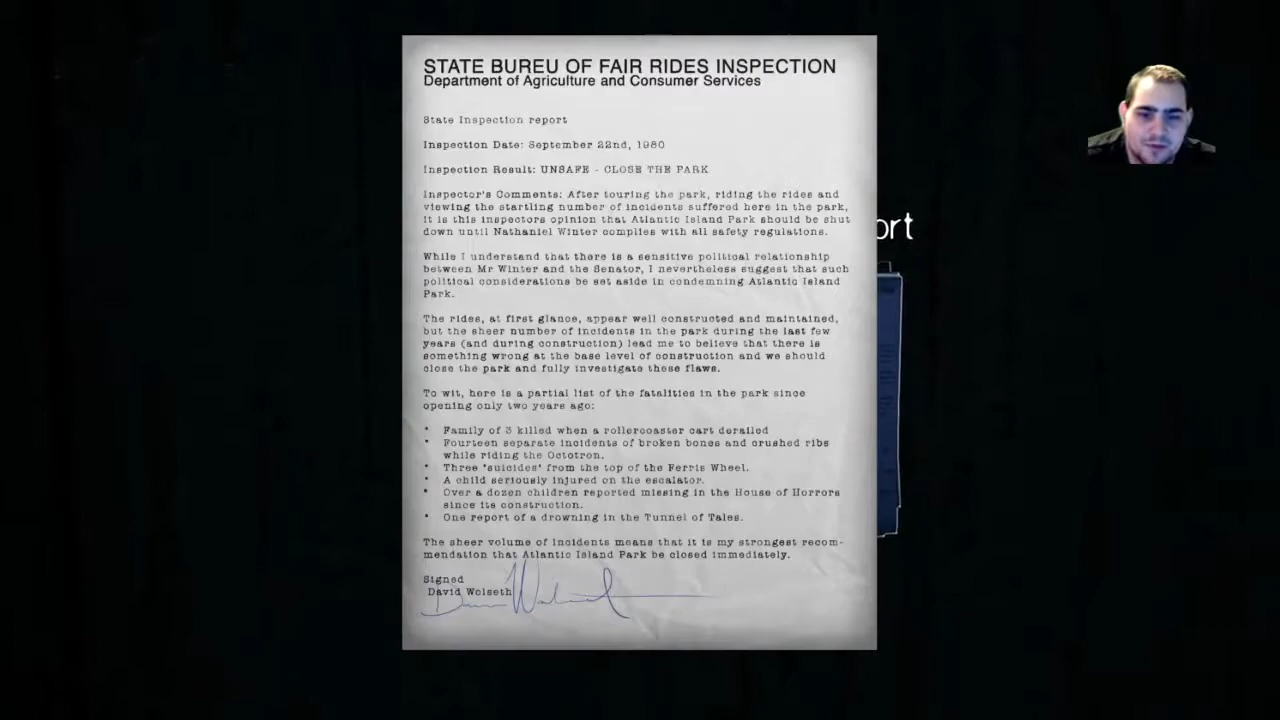 STATE BUREU OF FAIR RIDES INSPECTION
Department of Agriculture and Consumer Services
State Inspection report
Inspection Date: September 22nd, 1980
Inspection Result: UNSAFE - CLOSE THE PARK
Inspector's Comments: After touring the park, riding the rides and
viewing the startling number of incidents suffered here in the park,
it is this inspectors opinion that Atlantic Island Park should be shut
down until Nathaniel Winter complies with all safety regulations.
While I understand that there is a sensitive political relationship
between Mr Winter and the Senator, I nevertheless suggest that such
political considerations be set aside in condemning Atlantic Island
Park.
The rides, at first glance, appear well constructed and maintained,
but the sheer number of incidents in the park during the last few
years (and during construction) lead me to believe that there is
something wrong at the base level of construction and we should
close the park and fully investigate these flaws.
To wit, here is a partial list of the fatalities in the park since
opening only two years ago:
* Family of 3 killed when a rollercoaster cart derailed
* Fourteen separate incidents of broken bones and crushed ribs
while riding the Octotron.
* Three 'suicides' from the top of the Ferris Wheel.
* A child seriously injured on the escalator.
* Over a dozen children reported missing in the House of Horrors
since its construction.
* One report of a drowning in the Tunnel of Tales.
The sheer volume of incidents means that it is my strongest recom-
mendation that Atlantic Island Park be closed immediately.
Signed
David Wolseth
ort